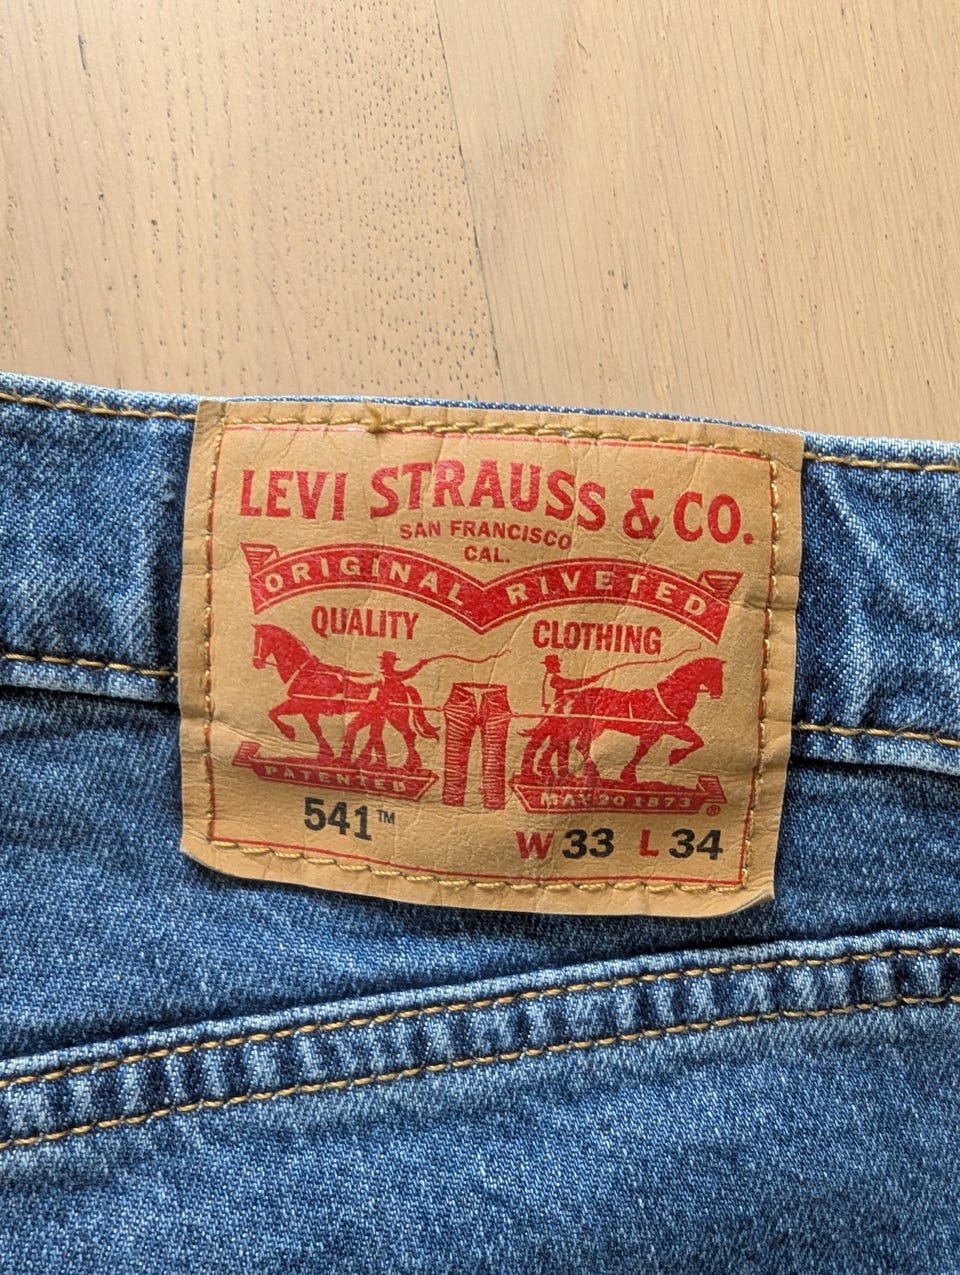 LEVI STRAUSS & CO.
SAN FRANCISCO
CAL.
ORIGINAL RIVETED
QUALITY CLOTHING
PATENTED MAY 20 1873 ®
541™ W 33 L 34